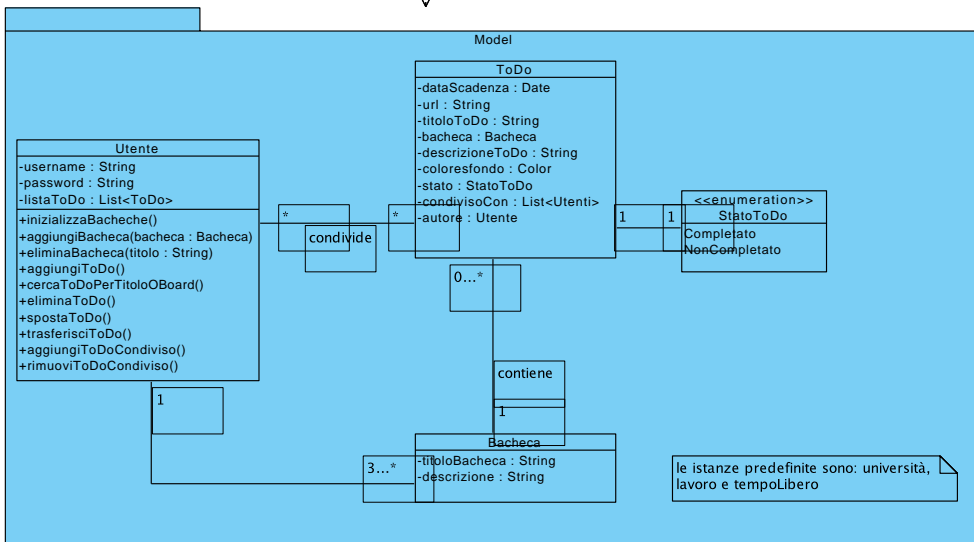 Model
ToDo
-dataScadenza : Date
-url : String
-titoloToDo : String
-bacheca : Bacheca
-descrizioneToDo : String
-coloresfondo : Color
-stato : StatoToDo
-condivisoCon : List<Utenti>
-autore : Utente
Utente
-username : String
-password : String
-listaToDo : List<ToDo>
+inizializzaBacheche()
+aggiungiBacheca(bacheca : Bacheca)
+eliminaBacheca(titolo : String)
+aggiungiToDo()
+cercaToDoPerTitoloOBoard()
+eliminaToDo()
+spostaToDo()
+trasferisciToDo()
+aggiungiToDoCondiviso()
+rimuoviToDoCondiviso()
*
condivide
*
1
1
<<enumeration>>
StatoToDo
Completato
NonCompletato
0...*
contiene
1
1
3...*
Bacheca
-titoloBacheca : String
-descrizione : String
le istanze predefinite sono: università,
lavoro e tempoLibero